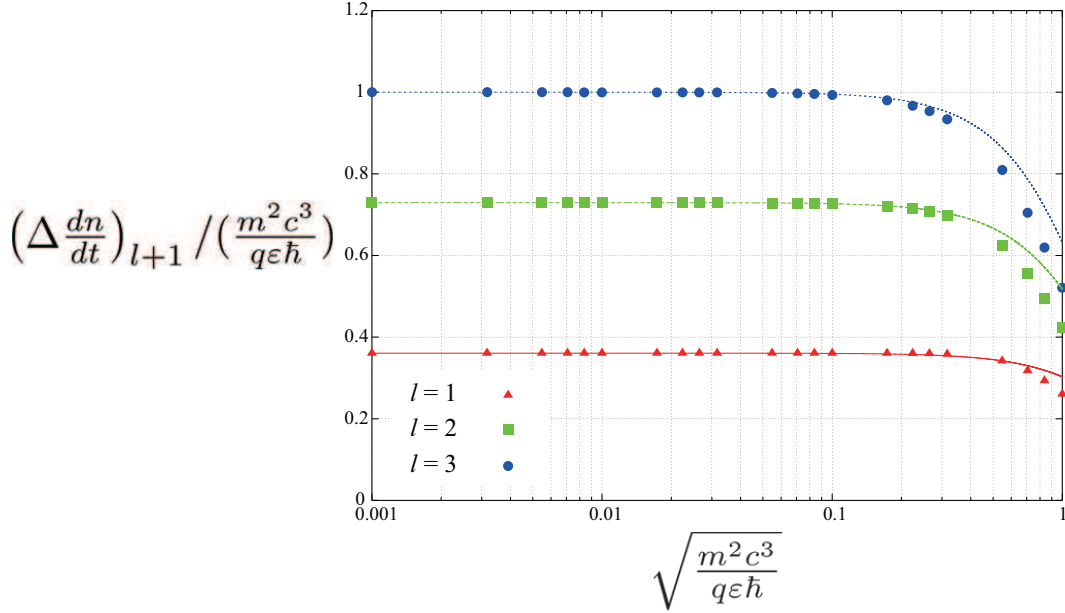 1.2
1
0.8
(Δ dn/dt)_{l+1} /(m²c³/qεħ)
0.6
0.4
l = 1
0.2
l = 2
l = 3
0
0.001 0.01 0.1 1
√(m²c³/qεħ)